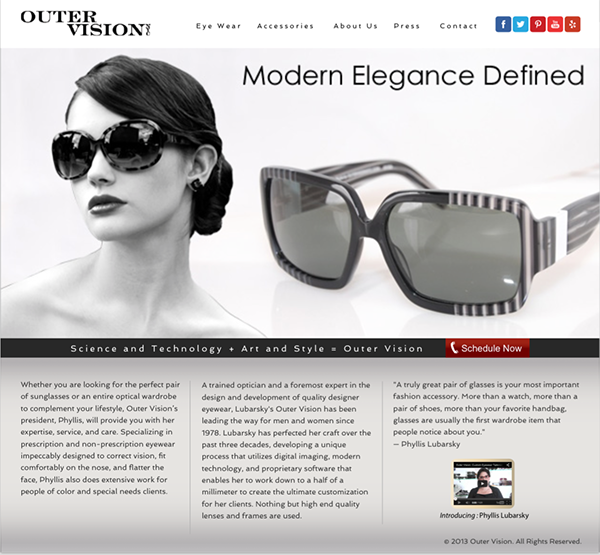 OUTER
VISION
Eye Wear Accessories About Us Press Contact
Modern Elegance Defined
Science and Technology + Art and Style = Outer Vision
Schedule Now
Whether you are looking for the perfect pair
of sunglasses or an entire optical wardrobe
to complement your lifestyle, Outer Vision's
president, Phyllis, will provide you with her
expertise, service, and care. Specializing in
prescription and non-prescription eyewear
impeccably designed to correct vision, fit
comfortably on the nose, and flatter the
face, Phyllis also does extensive work for
people of color and special needs clients.
A trained optician and a foremost expert in the
design and development of quality designer
eyewear, Lubarsky's Outer Vision has been
leading the way for men and women since
1978. Lubarsky has perfected her craft over the
past three decades, developing a unique
process that utilizes digital imaging, modern
technology, and proprietary software that
enables her to work down to a half of a
millimeter to create the ultimate customization
for her clients. Nothing but high end quality
lenses and frames are used.
"A truly great pair of glasses is your most important
fashion accessory. More than a watch, more than a
pair of shoes, more than your favorite handbag,
glasses are usually the first wardrobe item that
people notice about you."
— Phyllis Lubarsky
Introducing : Phyllis Lubarsky
© 2013 Outer Vision. All Rights Reserved.